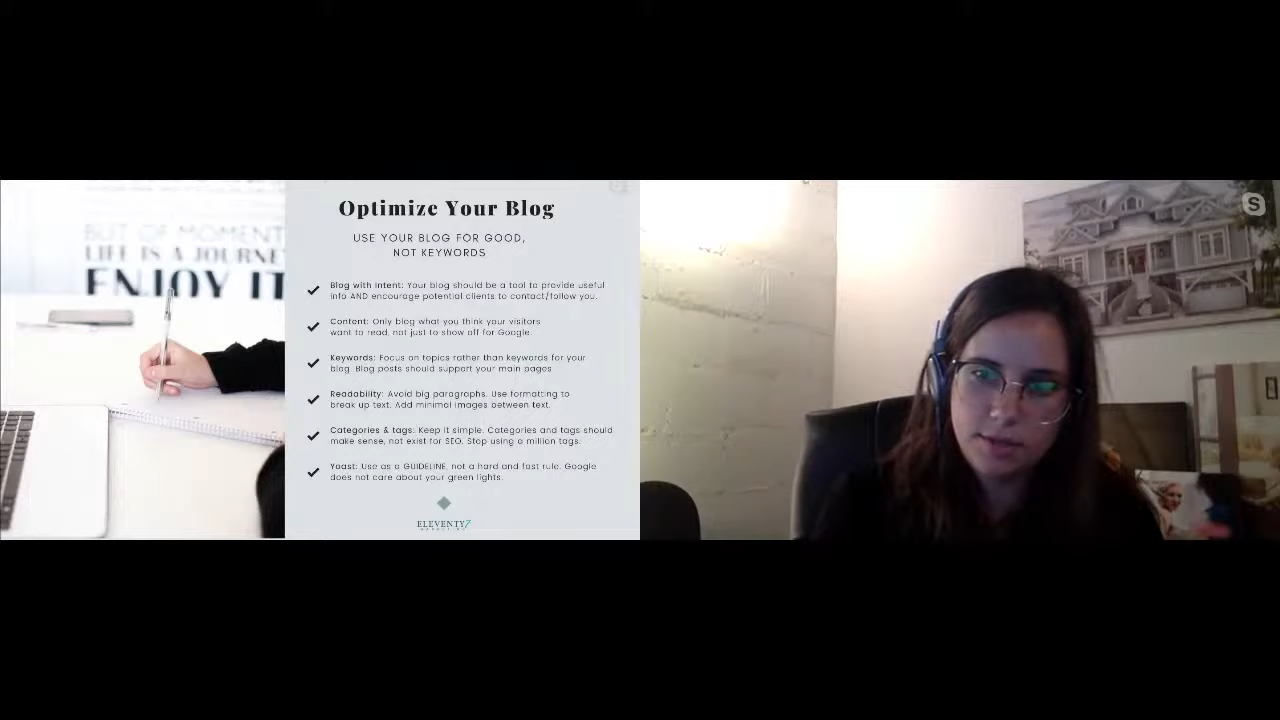 BUT OF MOMENT
LIFE IS A JOURNEY
ENJOY IT
Optimize Your Blog
USE YOUR BLOG FOR GOOD,
NOT KEYWORDS
Blog with intent: Your blog should be a tool to provide useful
info AND encourage potential clients to contact/follow you.
Content: Only blog what you think your visitors
want to read, not just to show off for Google.
Keywords: Focus on topics rather than keywords for your
blog. Blog posts should support your main pages
Readability: Avoid big paragraphs. Use formatting to
break up text. Add minimal images between text.
Categories & tags: Keep it simple. Categories and tags should
make sense, not exist for SEO. Stop using a million tags.
Yoast: Use as a GUIDELINE, not a hard and fast rule. Google
does not care about your green lights.
ELEVENTY7
MARKETING
S